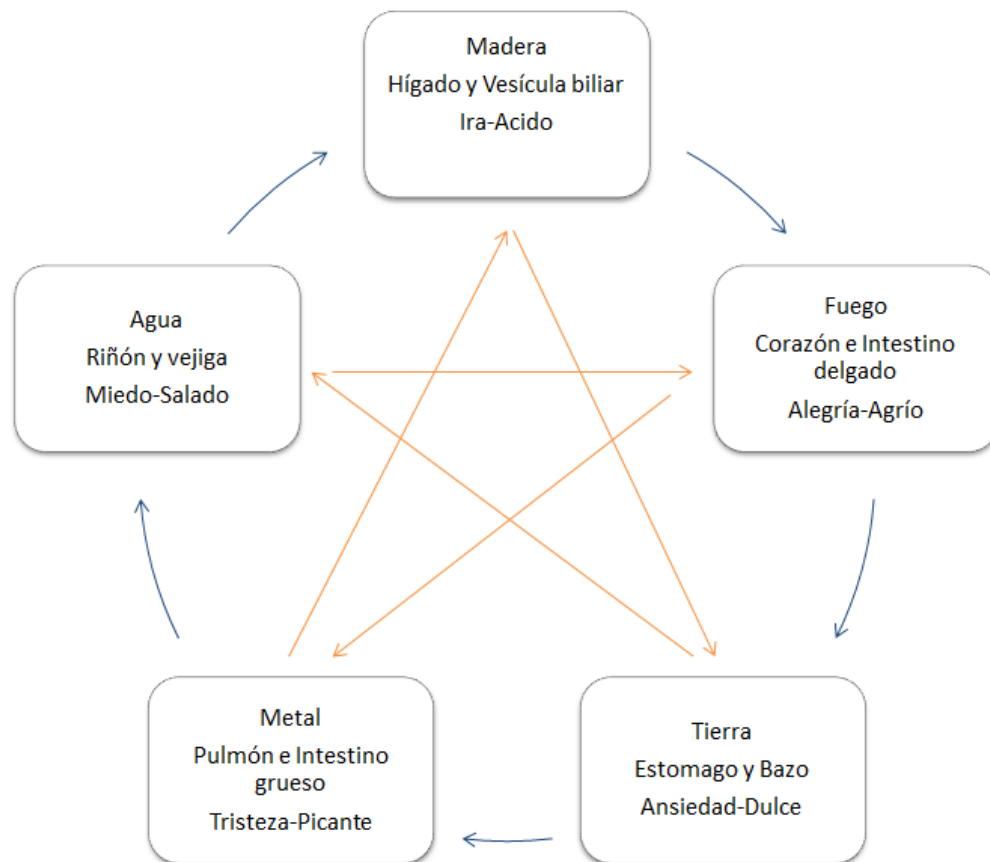 Madera
Hígado y Vesícula biliar
Ira-Acido
Agua
Riñón y vejiga
Miedo-Salado
Fuego
Corazón e Intestino
delgado
Alegría-Agrío
Metal
Pulmón e Intestino
grueso
Tristeza-Picante
Tierra
Estomago y Bazo
Ansiedad-Dulce